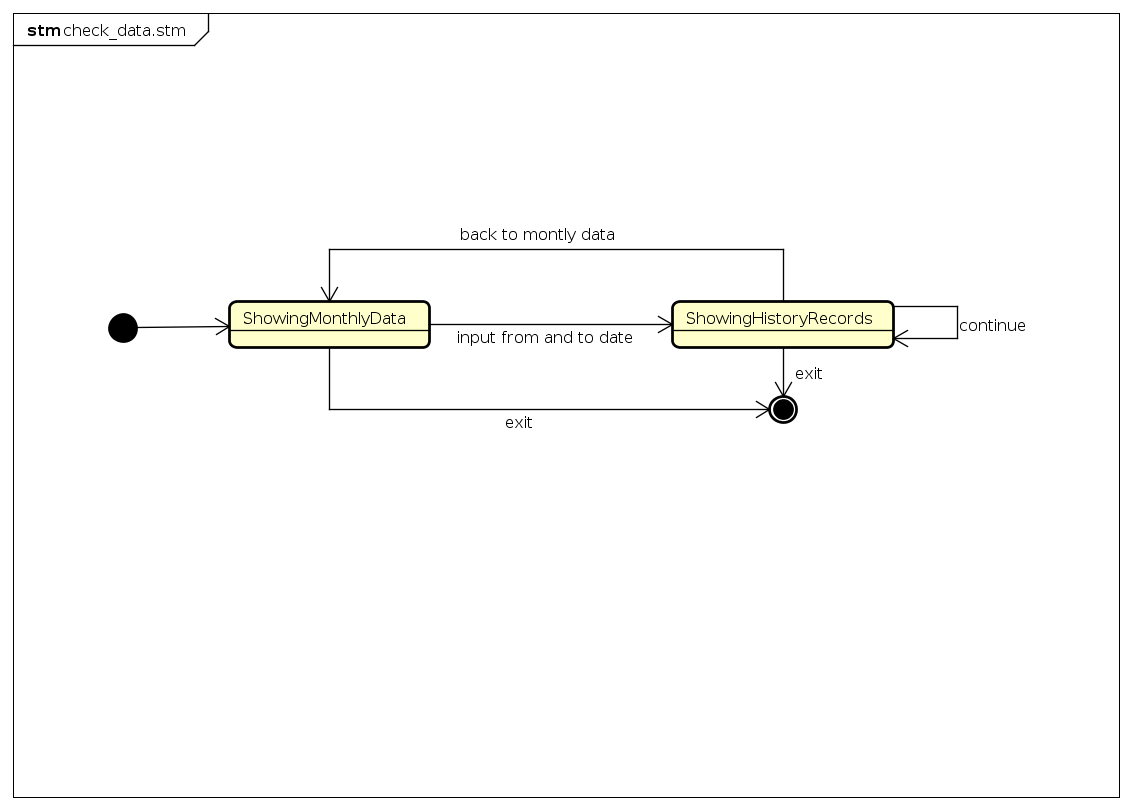 stm check_data.stm
back to montly data
ShowingMonthlyData
ShowingHistoryRecords
input from and to date
continue
exit
exit